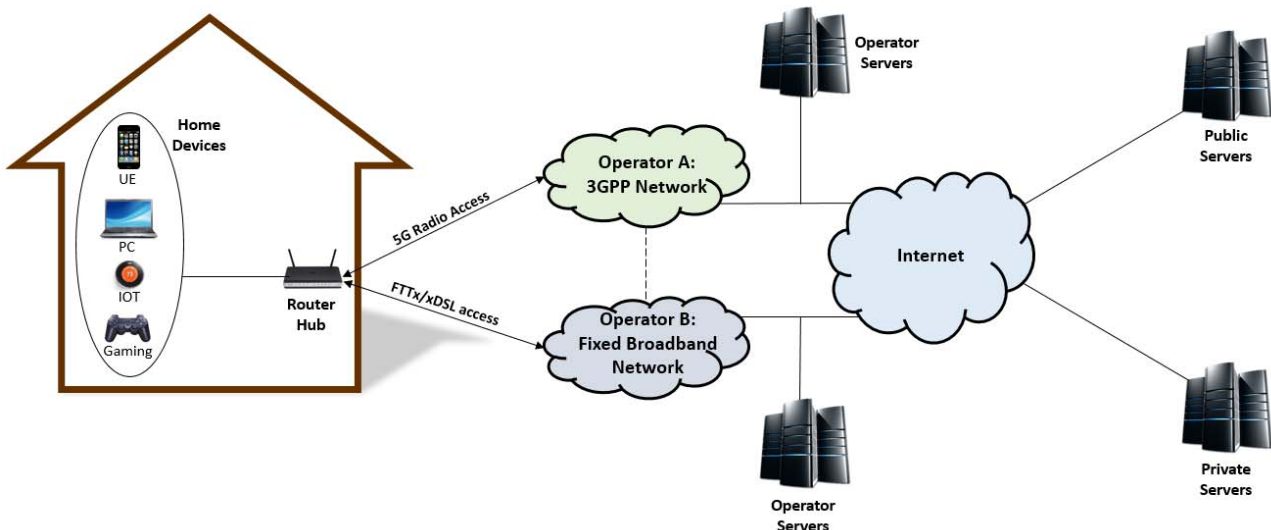 Home
Devices
UE
PC
IOT
Gaming
Router
Hub
5G Radio Access
FTTx/xDSL access
Operator A:
3GPP Network
Operator B:
Fixed Broadband
Network
Operator
Servers
Operator
Servers
Internet
Public
Servers
Private
Servers